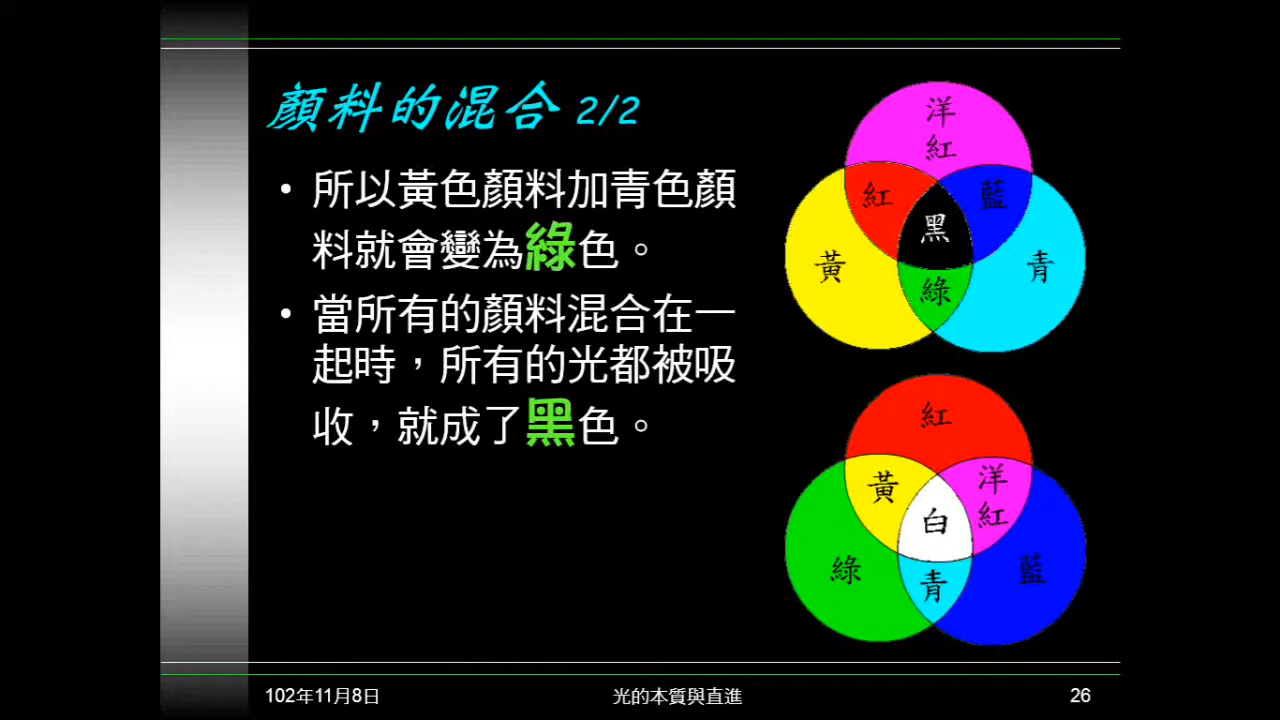 顏料的混合 2/2
• 所以黃色顏料加青色顏
料就會變為綠色。
• 當所有的顏料混合在一
起時，所有的光都被吸
收，就成了黑色。
洋
紅
紅
藍
黑
黃
青
綠
紅
黃
洋
紅
白
綠
藍
青
102年11月8日
光的本質與直進
26